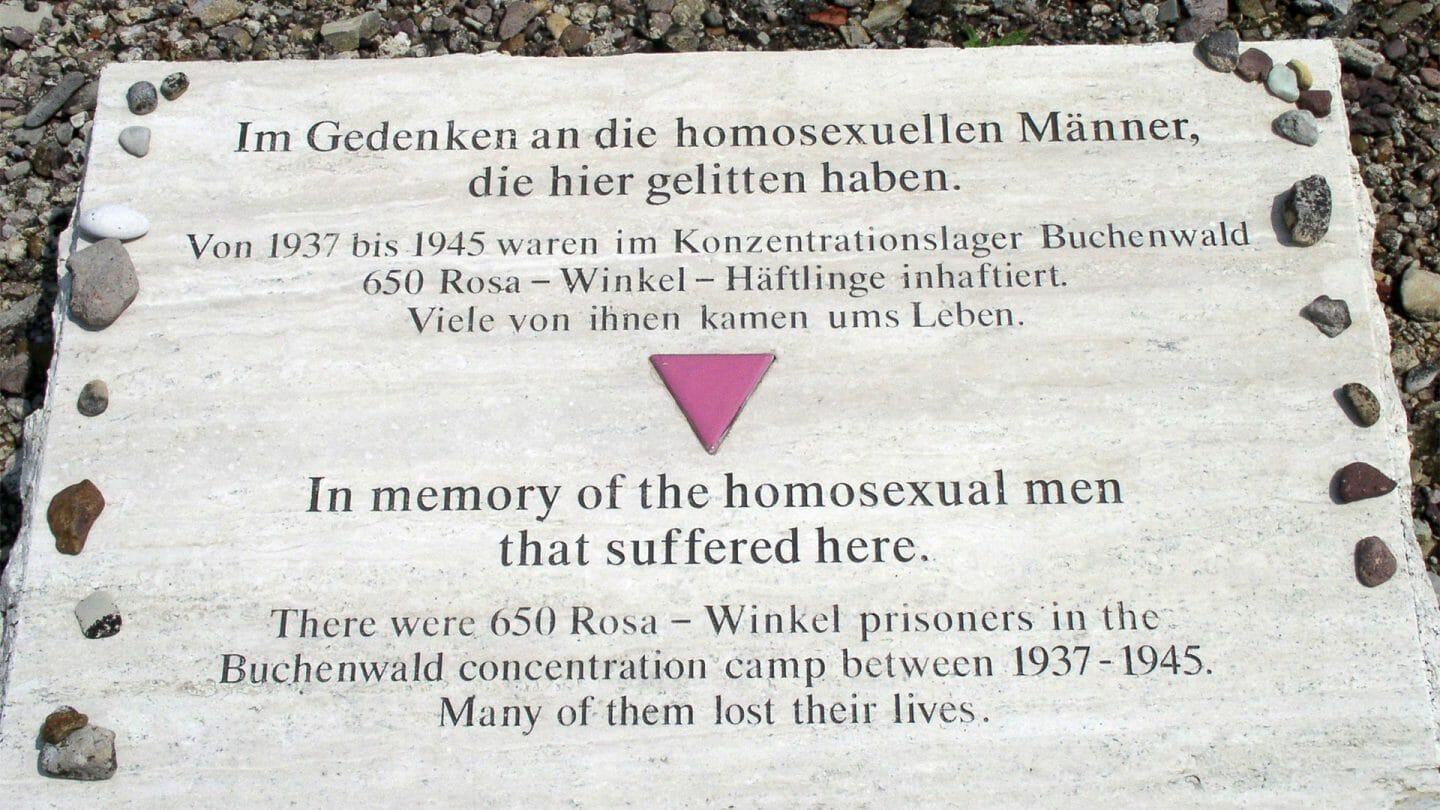 Im Gedenken an die homosexuellen Männer,
die hier gelitten haben.
Von 1937 bis 1945 waren im Konzentrationslager Buchenwald
650 Rosa – Winkel – Häftlinge inhaftiert.
Viele von ihnen kamen ums Leben.
In memory of the homosexual men
that suffered here.
There were 650 Rosa – Winkel prisoners in the
Buchenwald concentration camp between 1937 - 1945.
Many of them lost their lives.